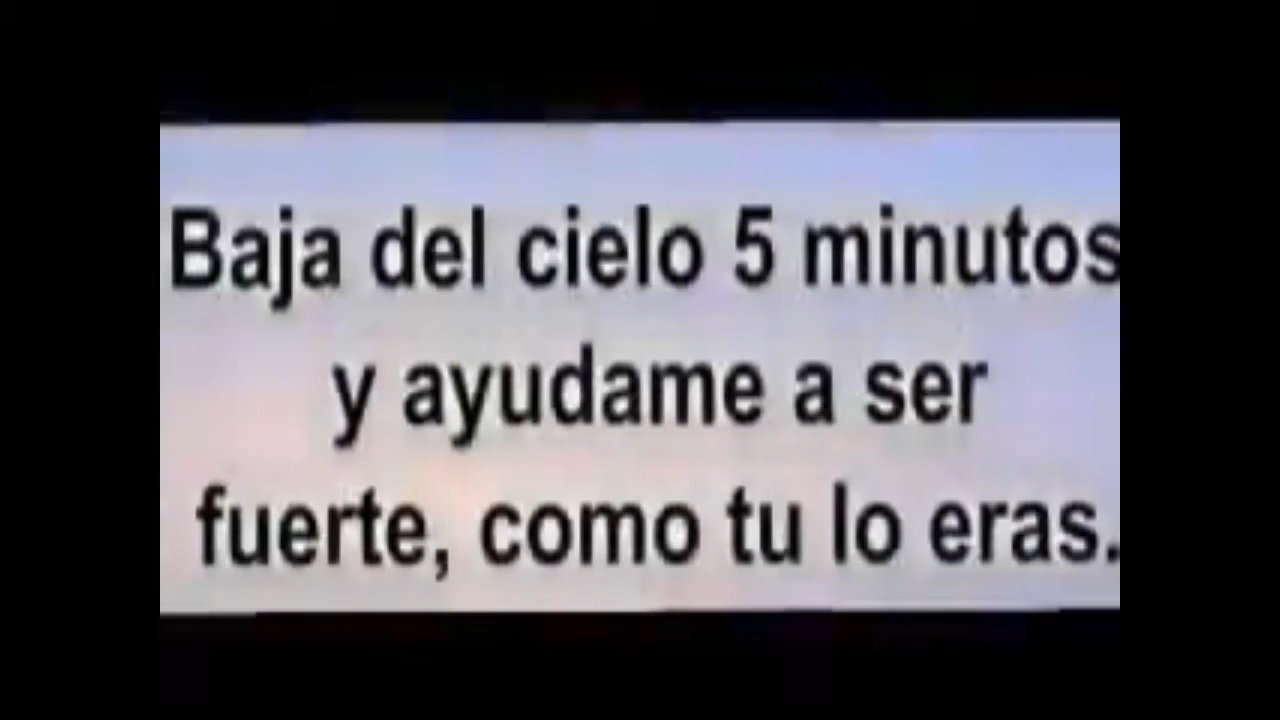 Baja del cielo 5 minutos
y ayudame a ser
fuerte, como tu lo eras.